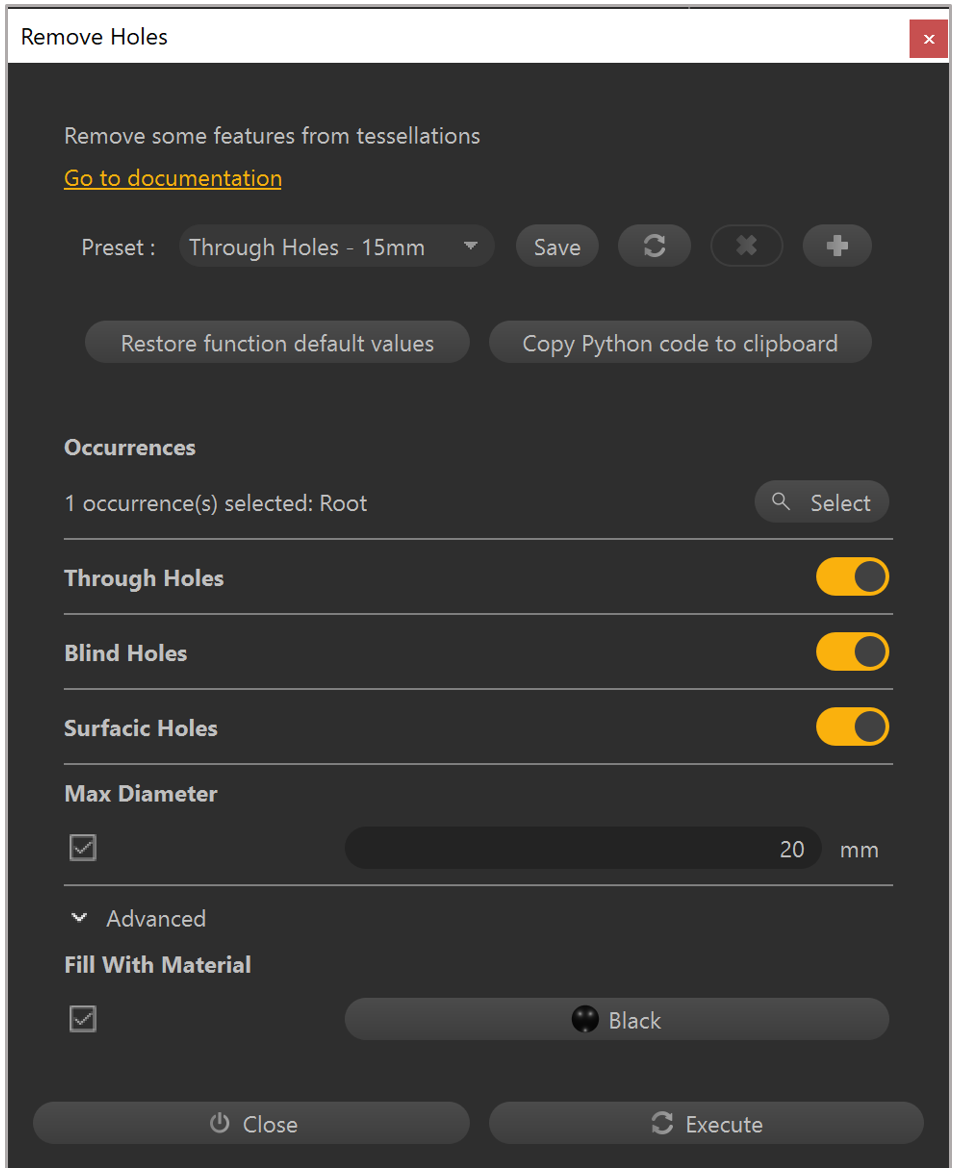 Remove Holes
Remove some features from tessellations
Go to documentation
Preset : Through Holes - 15mm Save
Restore function default values Copy Python code to clipboard
Occurrences
1 occurrence(s) selected: Root Select
Through Holes
Blind Holes
Surfacic Holes
Max Diameter
20 mm
Advanced
Fill With Material
Black
Close Execute